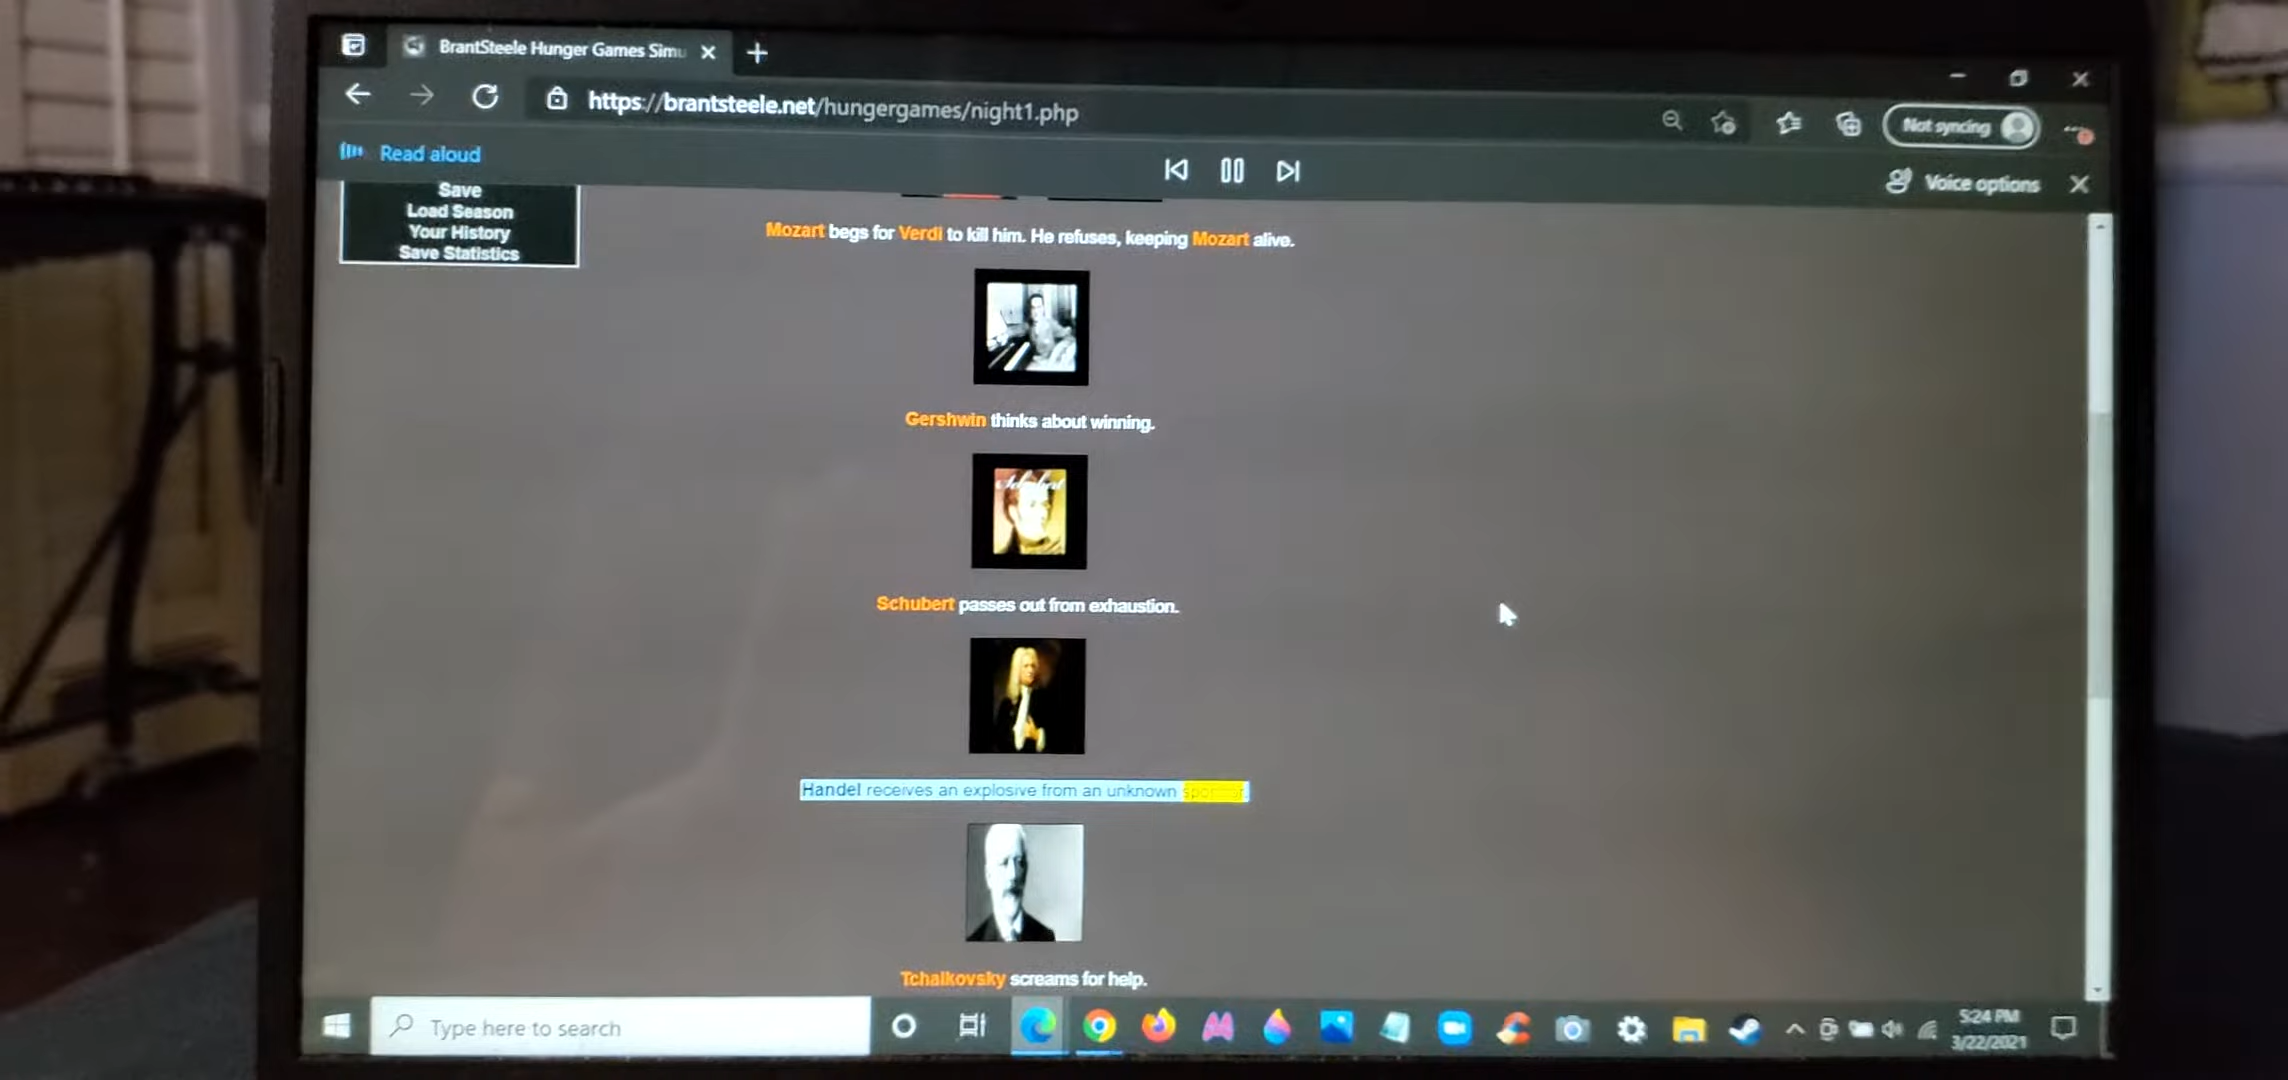 BrantSteele Hunger Games Simu
https://brantsteele.net/hungergames/night1.php
Not syncing
Read aloud
Voice options
Save
Load Season
Your History
Save Statistics
Mozart begs for Verdi to kill him. He refuses, keeping Mozart alive.
Gershwin thinks about winning.
Schubert
Schubert passes out from exhaustion.
Handel receives an explosive from an unknown sponsor.
Tchaikovsky screams for help.
Type here to search
5:24 PM
3/22/2021